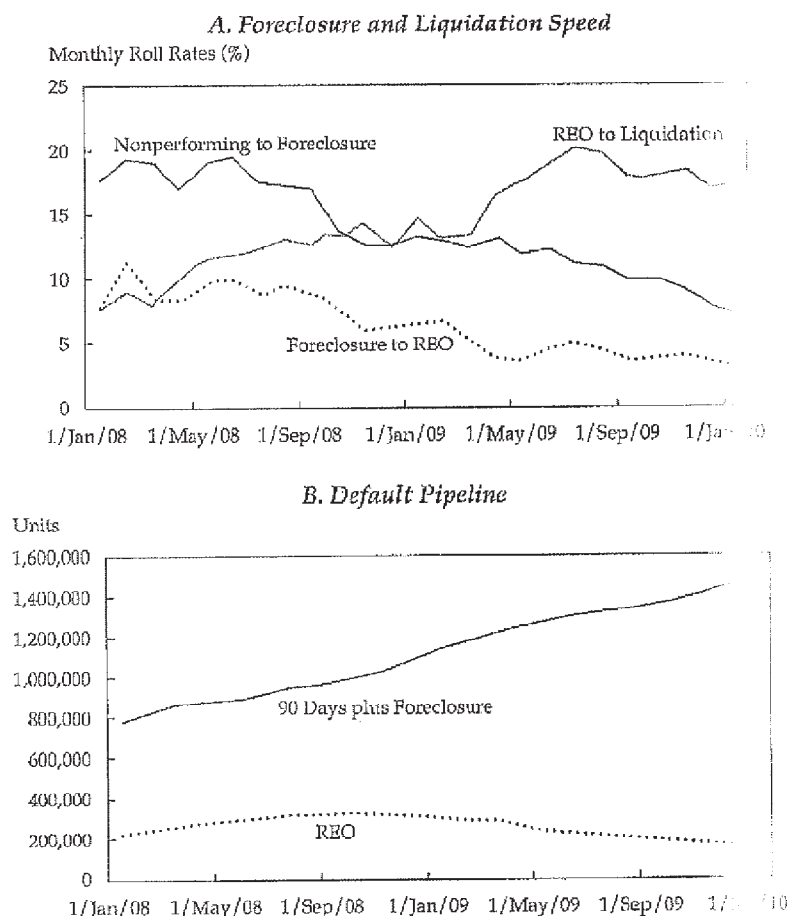 A. Foreclosure and Liquidation Speed
Monthly Roll Rates (%)
25
Nonperforming to Foreclosure
REO to Liquidation
20
15
10
5
Foreclosure to REO
0
1/Jan/08 1/May/08 1/Sep/08 1/Jan/09 1/May/09 1/Sep/09
B. Default Pipeline
Units
1,600,000
1,400,000
1,200,000
1,000,000
90 Days plus Foreclosure
800,000
600,000
400,000
REO
200,000
0
1/Jan/08 1/May/08 1/Sep/08 1/Jan/09 1/May/09 1/Sep/09